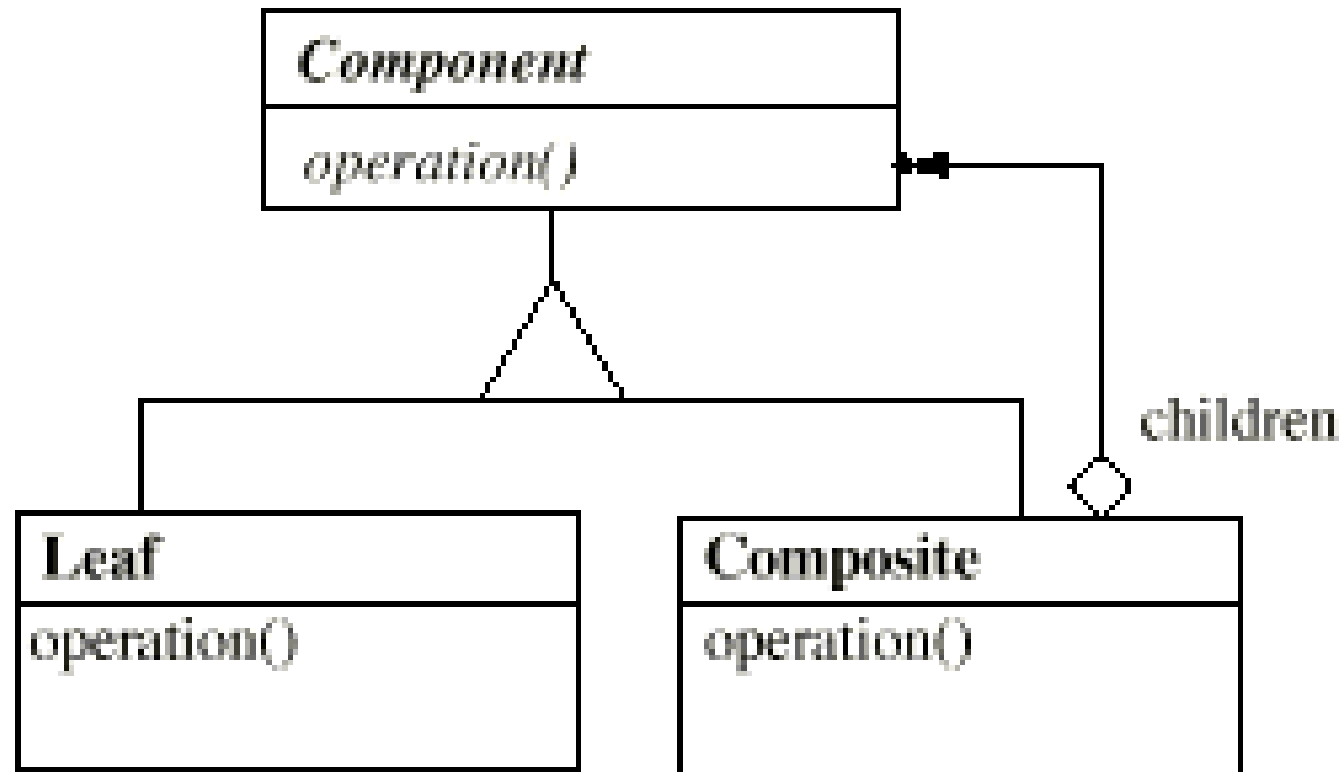 Component
operation()
children
Leaf
operation()
Composite
operation()